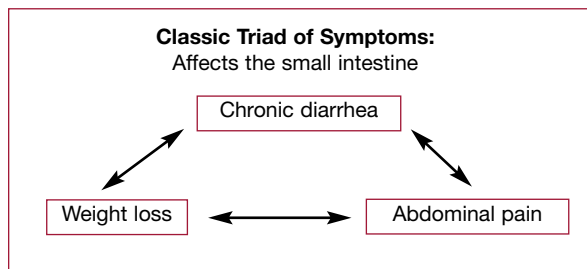 Classic Triad of Symptoms:
Affects the small intestine
Chronic diarrhea
Weight loss
Abdominal pain